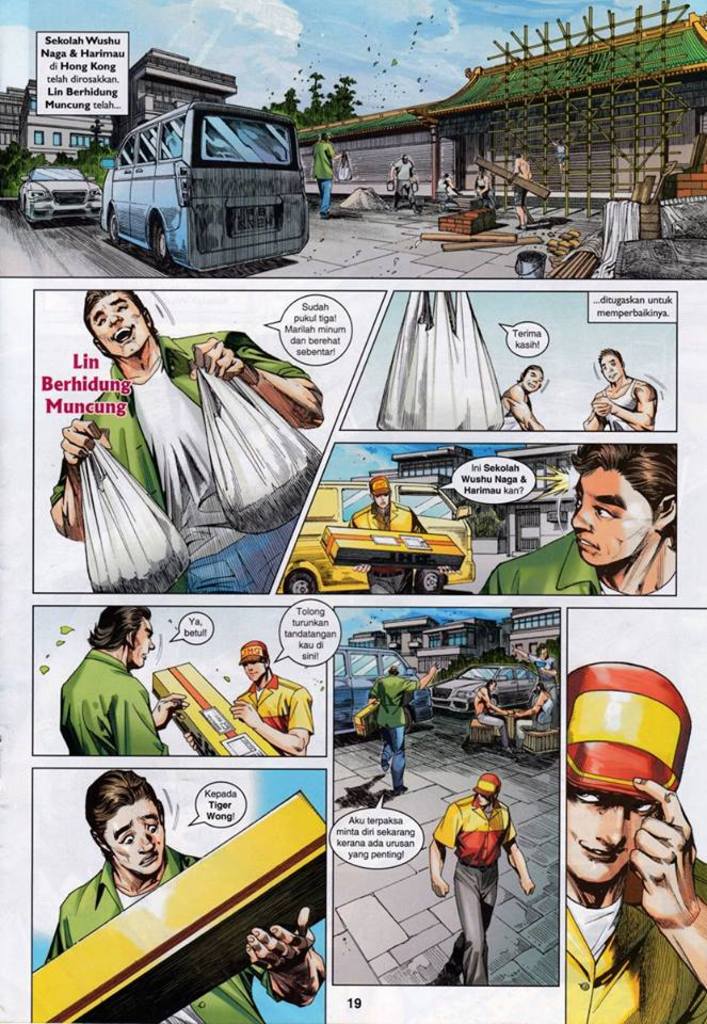 Sekolah Wushu
Naga & Harimau
di Hong Kong
telah dirosakkan.
Lin Berhidung
Muncung telah...
...ditugaskan untuk
memperbaikinya.
Sudah
pukul tiga!
Marilah minum
dan berehat
sebentar!
Lin
Berhidung
Muncung
Terima
kasih!
Ini Sekolah
Wushu Naga &
Harimau kan?
Ya,
betul!
Tolong
turunkan
tandatangan
kau di
sini!
Kepada
Tiger
Wong!
Aku terpaksa
minta diri sekarang
kerana ada urusan
yang penting!
19